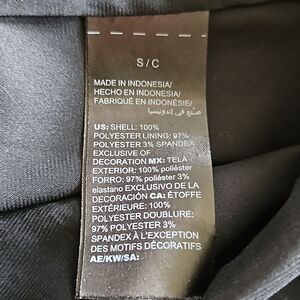 S / C
MADE IN INDONESIA/
HECHO EN INDONESIA/
FABRIQUÉ EN INDONÉSIE/
صنع في إندونيسيا
US: SHELL: 100%
POLYESTER LINING: 97%
POLYESTER 3% SPANDEX
EXCLUSIVE OF
DECORATION MX: TELA
EXTERIOR: 100% poliéster
FORRO: 97% poliéster 3%
elastano EXCLUSIVO DE LA
DECORACIÓN CA: ÉTOFFE
EXTÉRIEURE: 100%
POLYESTER DOUBLURE:
97% POLYESTER 3%
SPANDEX À L'EXCEPTION
DES MOTIFS DÉCORATIFS
AE/KW/SA: